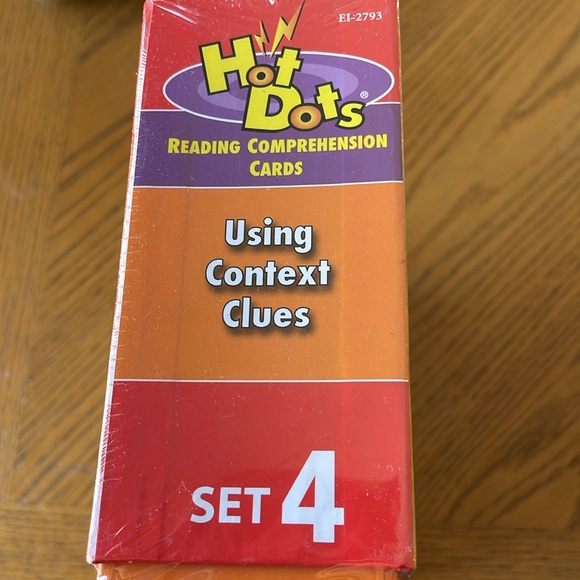 EI-2793
Hot
Dots®
READING COMPREHENSION
CARDS
Using
Context
Clues
SET 4